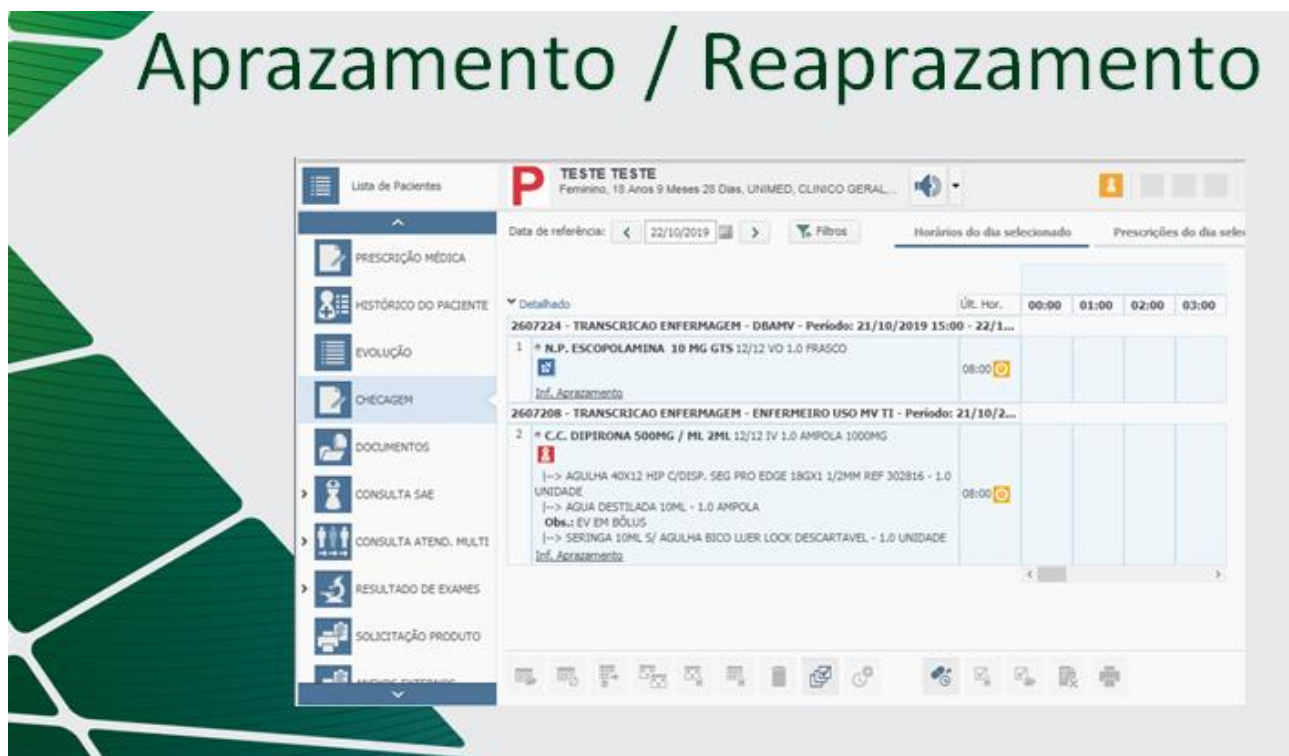 Aprazamento / Reaprazamento
Lista de Pacientes
P
TESTE TESTE
Feminino, 18 Anos 9 Meses 28 Dias, UNIMED, CLINICO GERAL...
Data de referência: 22/10/2019 Filtros
Horários do dia selecionado
Prescrições do dia sele
PRESCRIÇÃO MÉDICA
HISTÓRICO DO PACIENTE
EVOLUÇÃO
CHECAGEM
DOCUMENTOS
CONSULTA SAE
CONSULTA ATEND. MULTI
RESULTADO DE EXAMES
SOLICITAÇÃO PRODUTO
Detalhado
Últ. Hor. 00:00 01:00 02:00 03:00
2607224 - TRANSCRICAO ENFERMAGEM - DBAMV - Período: 21/10/2019 15:00 - 22/1...
1 * N.P. ESCOPOLAMINA 10 MG GTS 12/12 VO 1.0 FRASCO
08:00
Inf. Aprazamento
2607208 - TRANSCRICAO ENFERMAGEM - ENFERMEIRO USO MV TI - Período: 21/10/2...
2 * C.C. DIPIRONA 500MG / ML 2ML 12/12 IV 1.0 AMPOLA 1000MG
|--> AGULHA 40X12 HIP C/DISP. SEG PRO EDGE 18GX1 1/2MM REF 302816 - 1.0
UNIDADE
08:00
|--> AGUA DESTILADA 10ML - 1.0 AMPOLA
Obs.: EV EM BÔLUS
|--> SERINGA 10ML S/ AGULHA BICO LUER LOCK DESCARTAVEL - 1.0 UNIDADE
Inf. Aprazamento